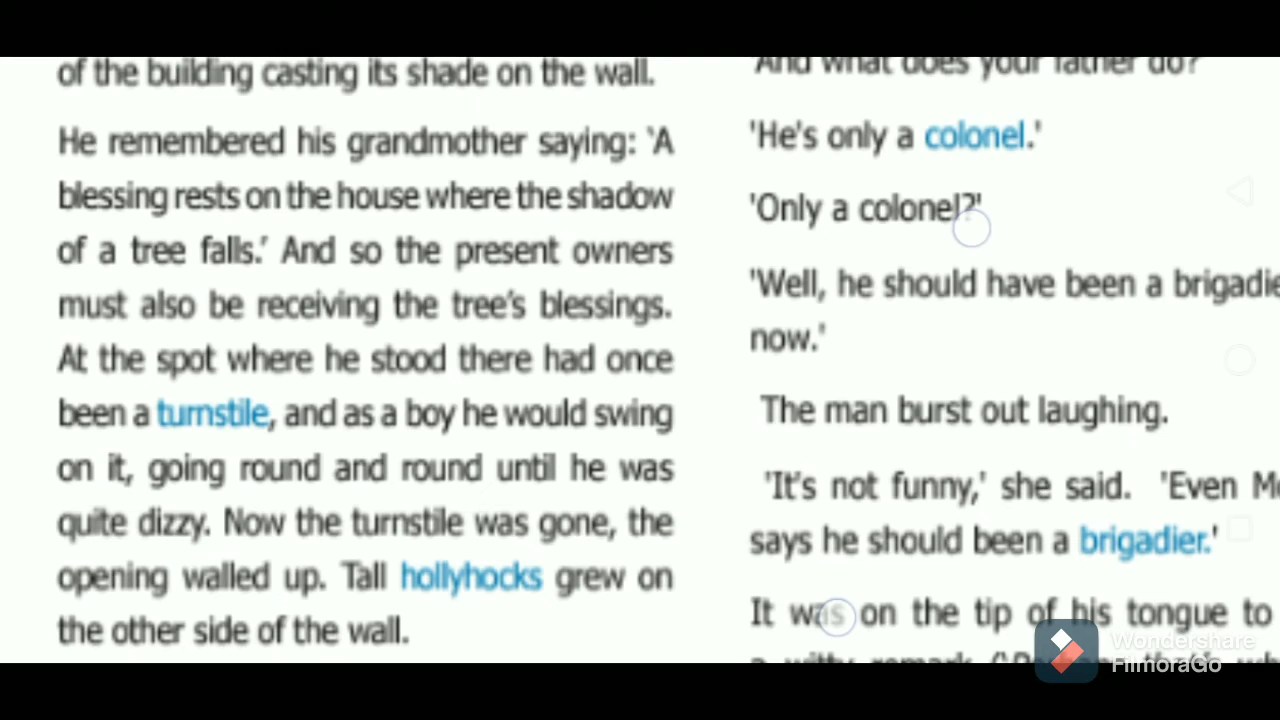 of the building casting its shade on the wall.
He remembered his grandmother saying: ‘A
blessing rests on the house where the shadow
of a tree falls.’ And so the present owners
must also be receiving the tree’s blessings.
At the spot where he stood there had once
been a turnstile, and as a boy he would swing
on it, going round and round until he was
quite dizzy. Now the turnstile was gone, the
opening walled up. Tall hollyhocks grew on
the other side of the wall.
'And what does your father do?'
'He's only a colonel.'
'Only a colonel?'
'Well, he should have been a brigadie
now.'
The man burst out laughing.
'It's not funny,' she said. 'Even M
says he should been a brigadier.'
It was on the tip of his tongue to
a witty remark
Wondershare
FilmoraGo